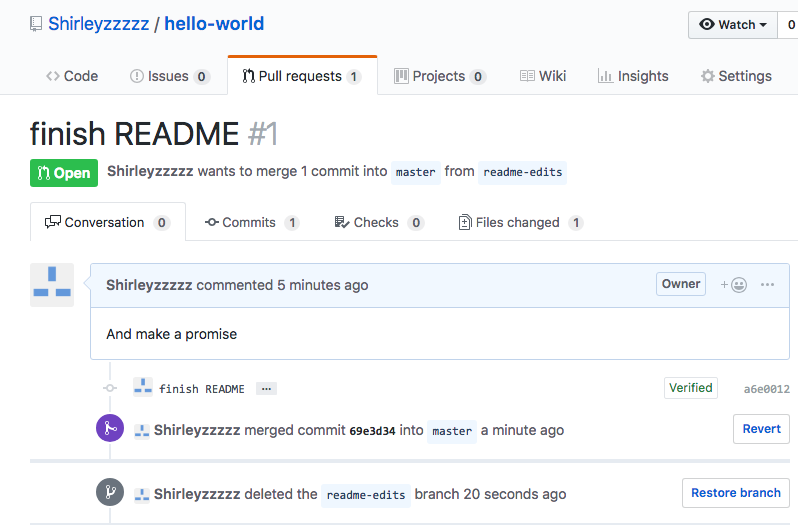 Shirleyzzzzz / hello-world
Watch 0
Code Issues 0 Pull requests 1 Projects 0 Wiki Insights Settings
finish README #1
Open Shirleyzzzzz wants to merge 1 commit into master from readme-edits
Conversation 0 Commits 1 Checks 0 Files changed 1
Shirleyzzzzz commented 5 minutes ago Owner
And make a promise
finish README ... Verified a6e0012
Shirleyzzzzz merged commit 69e3d34 into master a minute ago Revert
Shirleyzzzzz deleted the readme-edits branch 20 seconds ago Restore branch